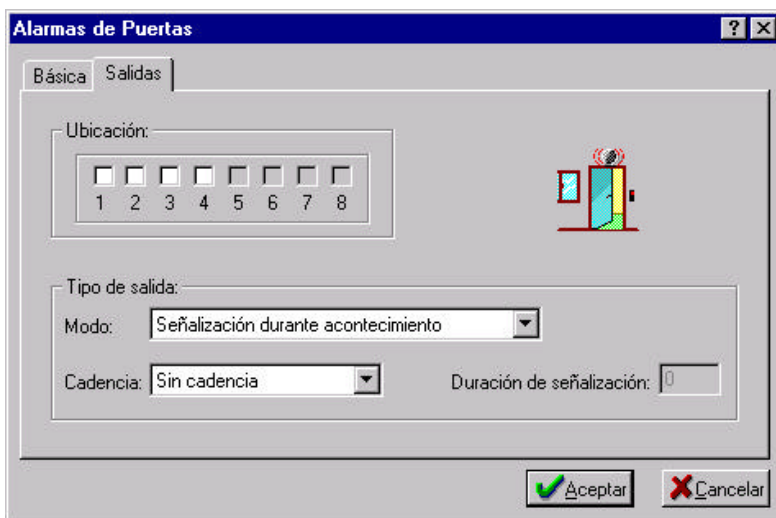 Alarmas de Puertas
Básica Salidas
Ubicación:
1 2 3 4 5 6 7 8
Tipo de salida:
Modo: Señalización durante acontecimiento
Cadencia: Sin cadencia Duración de señalización: 0
Aceptar Cancelar